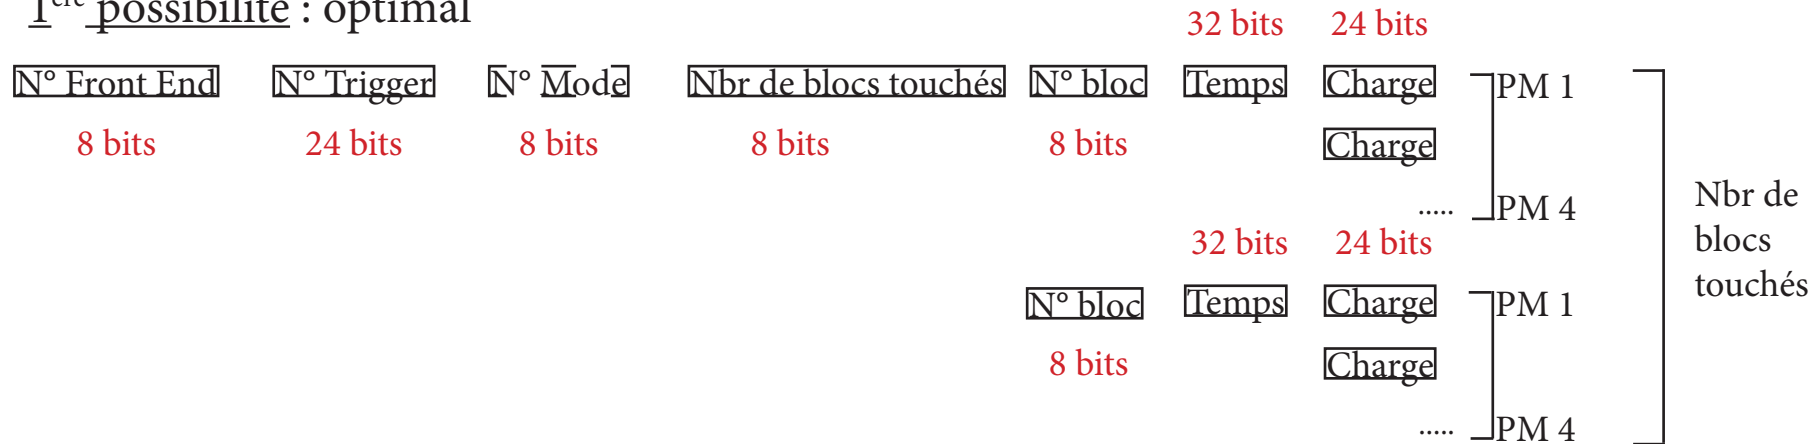 1ère possibilité : optimal
32 bits 24 bits
N° Front End N° Trigger N° Mode Nbr de blocs touchés N° bloc Temps Charge PM 1
8 bits 24 bits 8 bits 8 bits 8 bits Charge
..... PM 4
32 bits 24 bits
N° bloc Temps Charge PM 1
8 bits Charge
..... PM 4
Nbr de
blocs
touchés